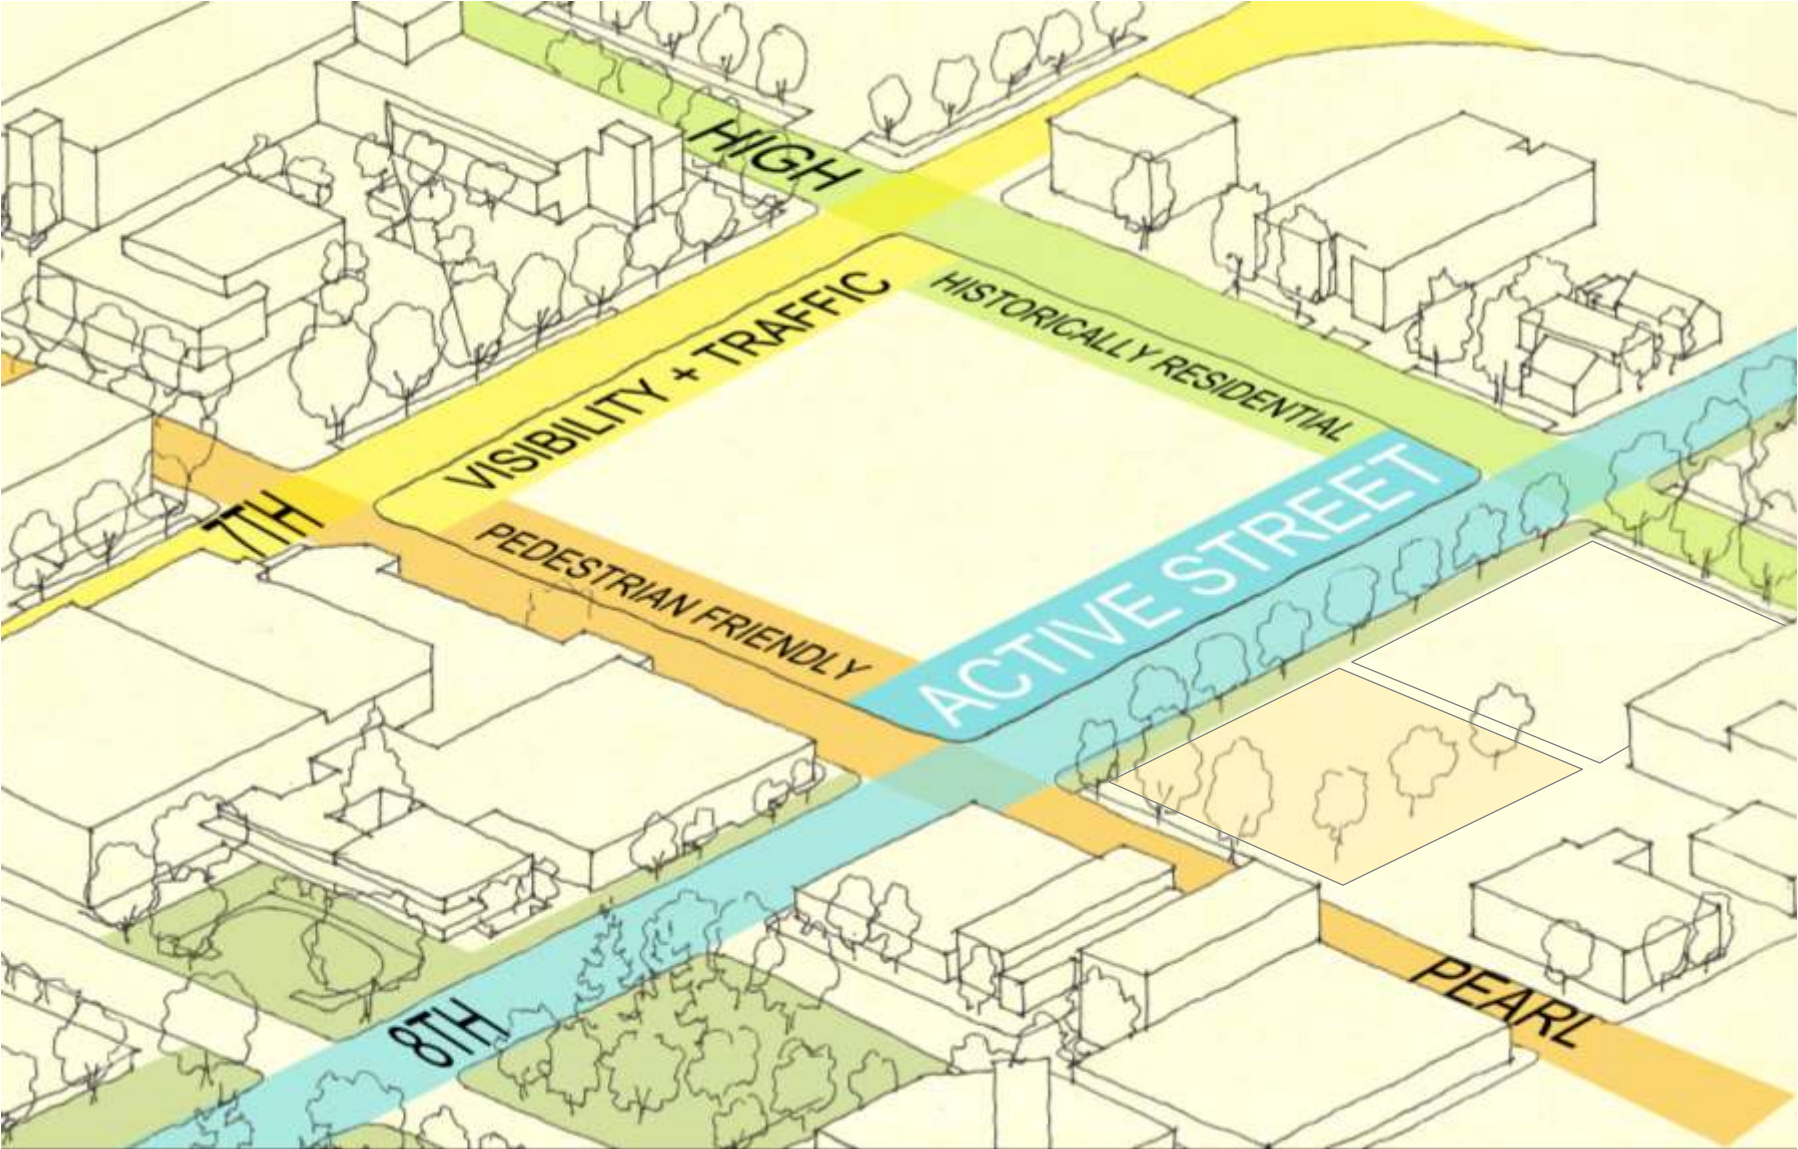 HIGH
HISTORICALLY RESIDENTIAL
VISIBILITY + TRAFFIC
ACTIVE STREET
7TH
PEDESTRIAN FRIENDLY
8TH
PEARL